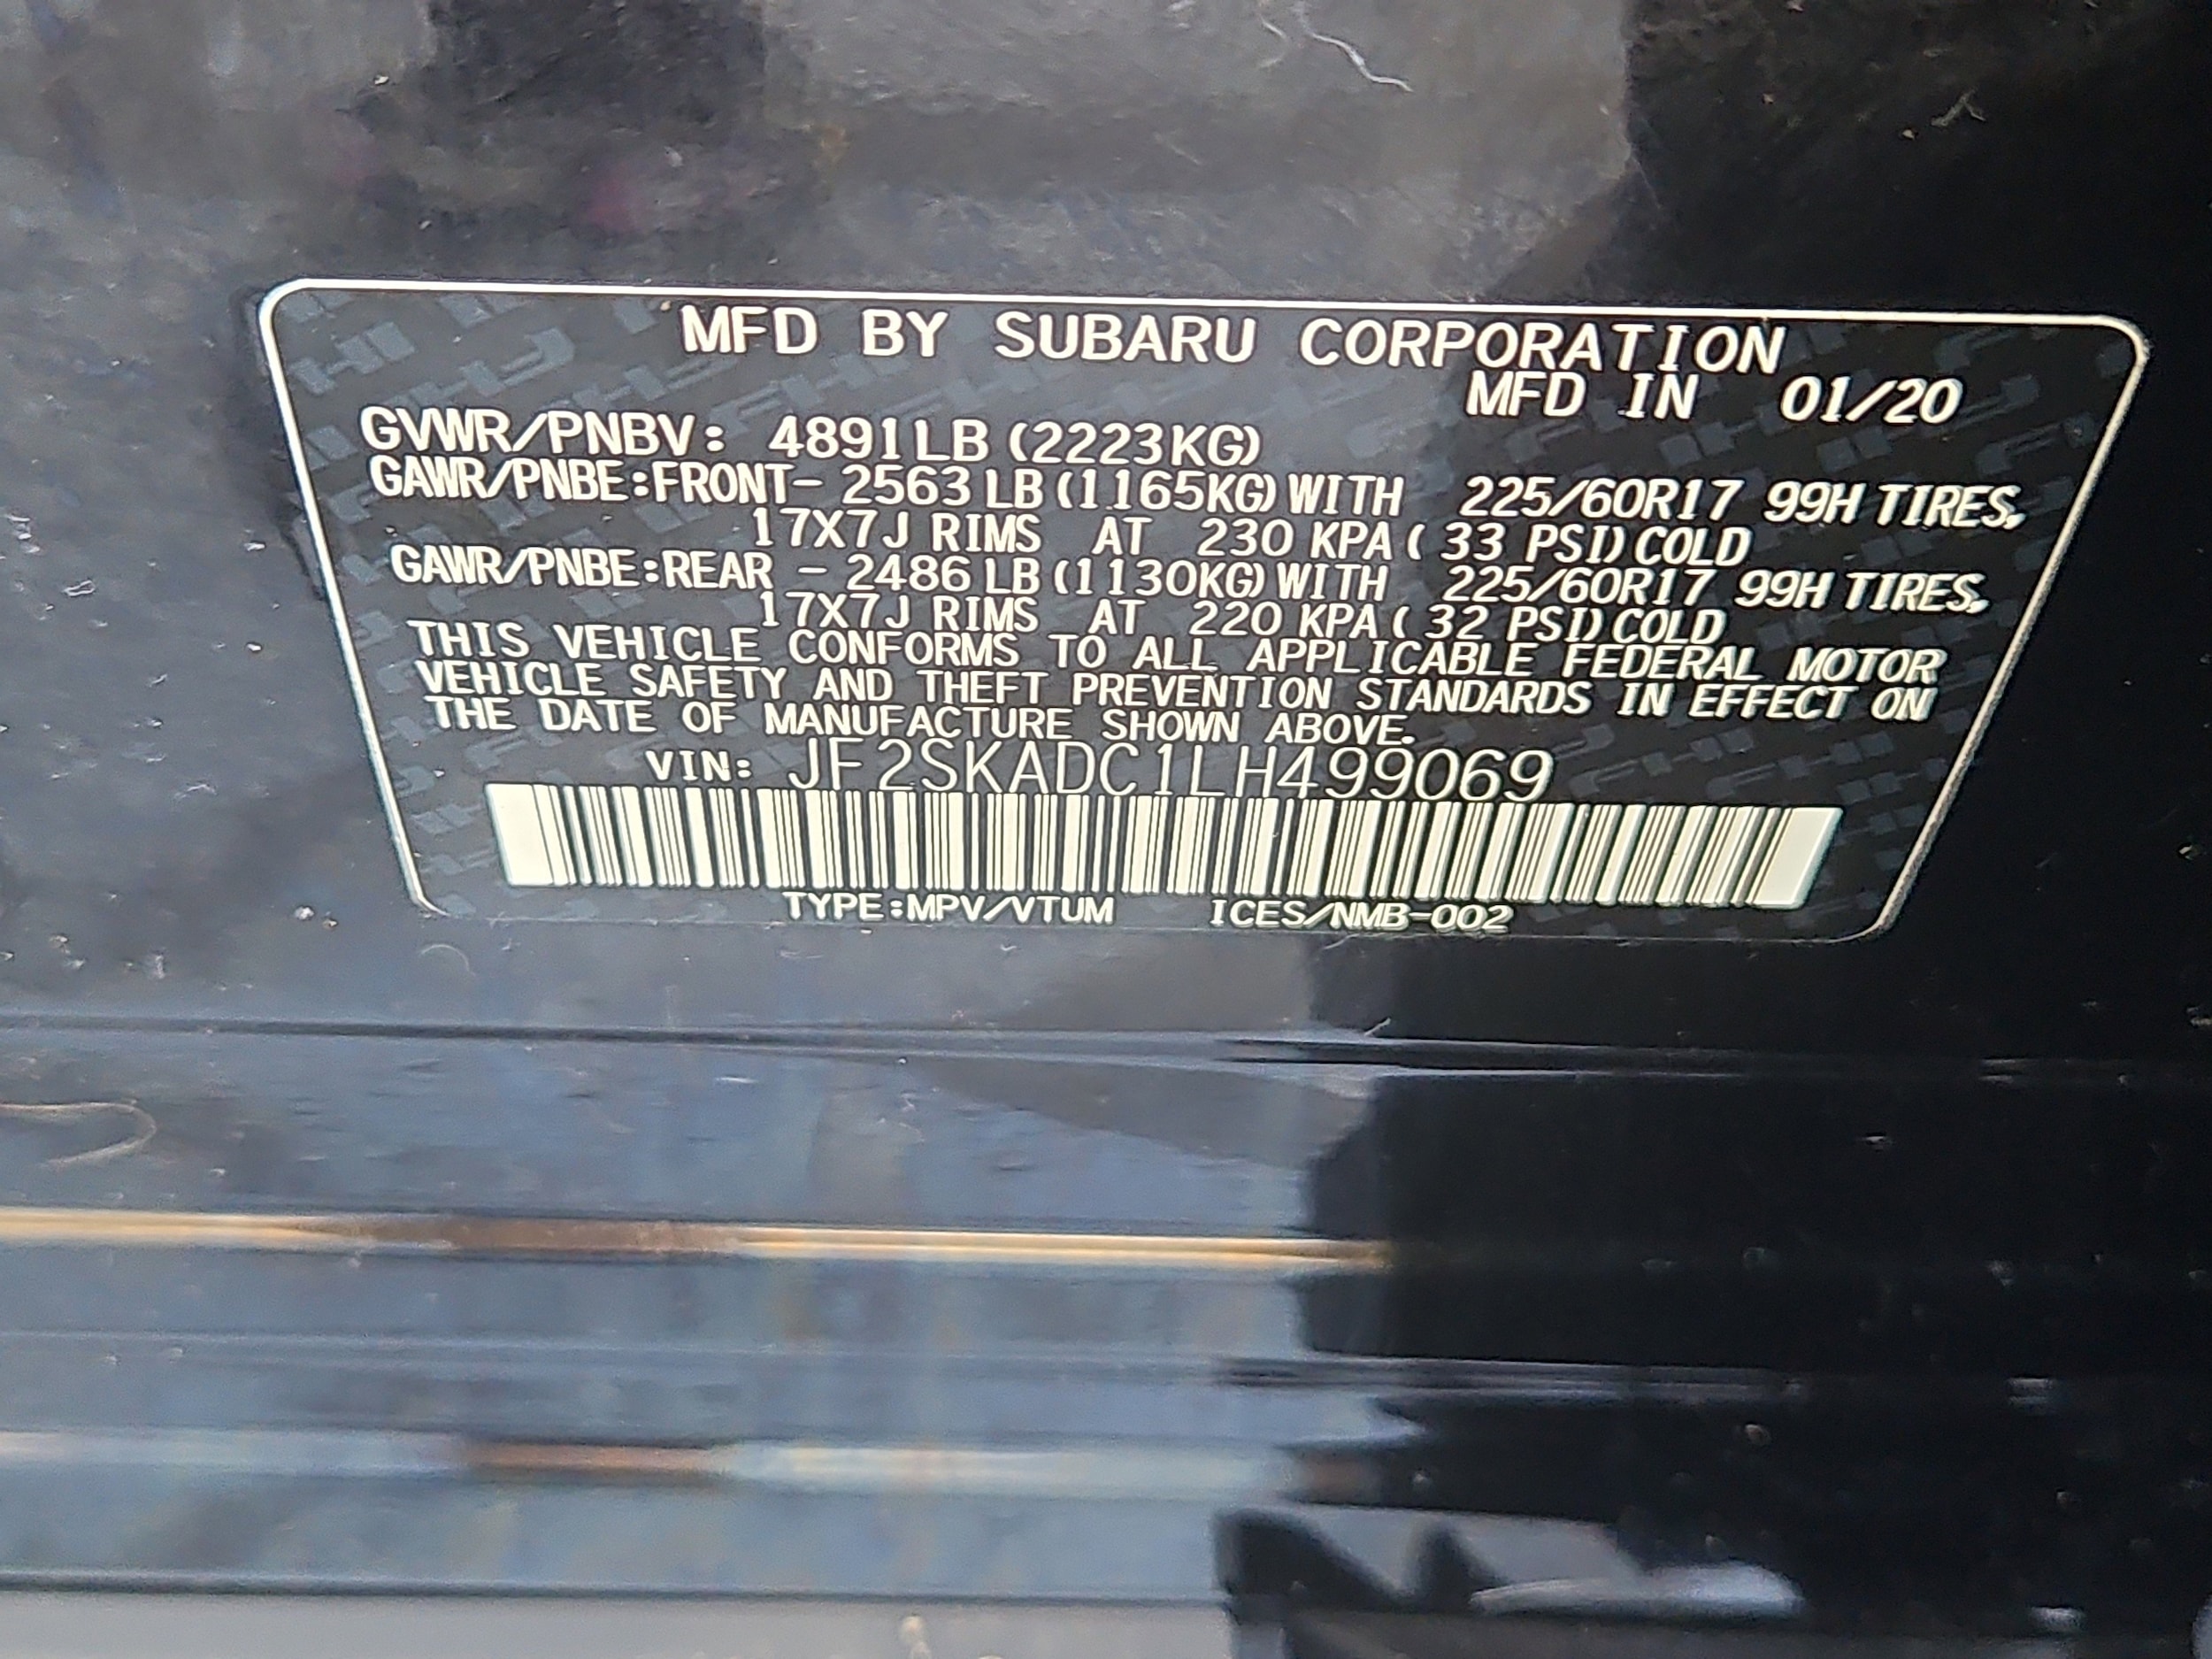 MFD BY SUBARU CORPORATION
MFD IN 01/20
GVWR/PNBV: 4891LB (2223KG)
GAWR/PNBE:FRONT- 2563 LB (1165KG) WITH 225/60R17 99H TIRES,
17X7J RIMS AT 230 KPA ( 33 PSI) COLD
GAWR/PNBE:REAR - 2486 LB (1130KG) WITH 225/60R17 99H TIRES,
17X7J RIMS AT 220 KPA ( 32 PSI) COLD
THIS VEHICLE CONFORMS TO ALL APPLICABLE FEDERAL MOTOR
VEHICLE SAFETY AND THEFT PREVENTION STANDARDS IN EFFECT ON
THE DATE OF MANUFACTURE SHOWN ABOVE.
VIN: JF2SKADC1LH499069
TYPE:MPV/VTUM ICES/NMB-002